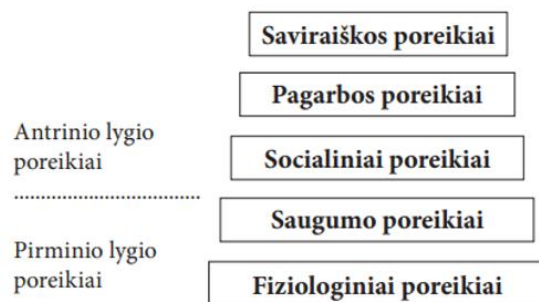 Saviraiškos poreikiai
Pagarbos poreikiai
Antrinio lygio
poreikiai
Socialiniai poreikiai
Saugumo poreikiai
Pirminio lygio
poreikiai
Fiziologiniai poreikiai